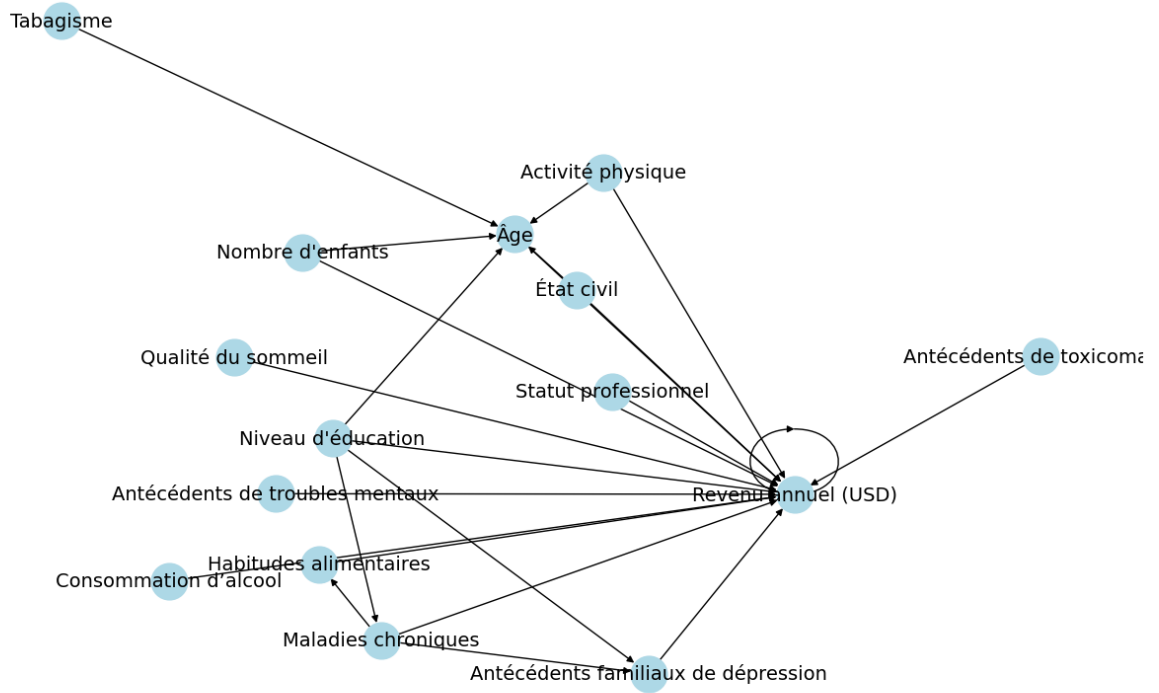 Tabagisme
Activité physique
Âge
Nombre d'enfants
État civil
Qualité du sommeil
Antécédents de toxicoma
Statut professionnel
Niveau d'éducation
Antécédents de troubles mentaux
Revenu annuel (USD)
Habitudes alimentaires
Consommation d'alcool
Maladies chroniques
Antécédents familiaux de dépression